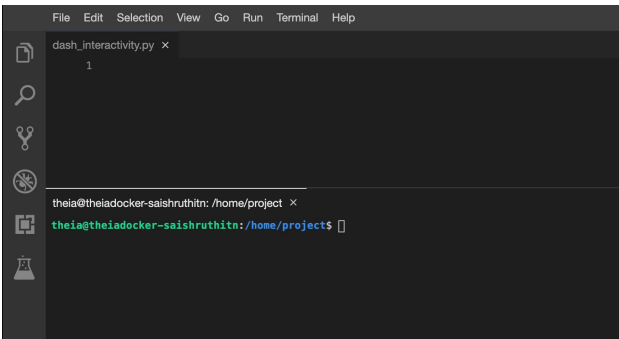 File Edit Selection View Go Run Terminal Help
dash_interactivity.py ×
1
theia@theiadocker-saishruthitn: /home/project ×
theia@theiadocker-saishruthitn:/home/project$